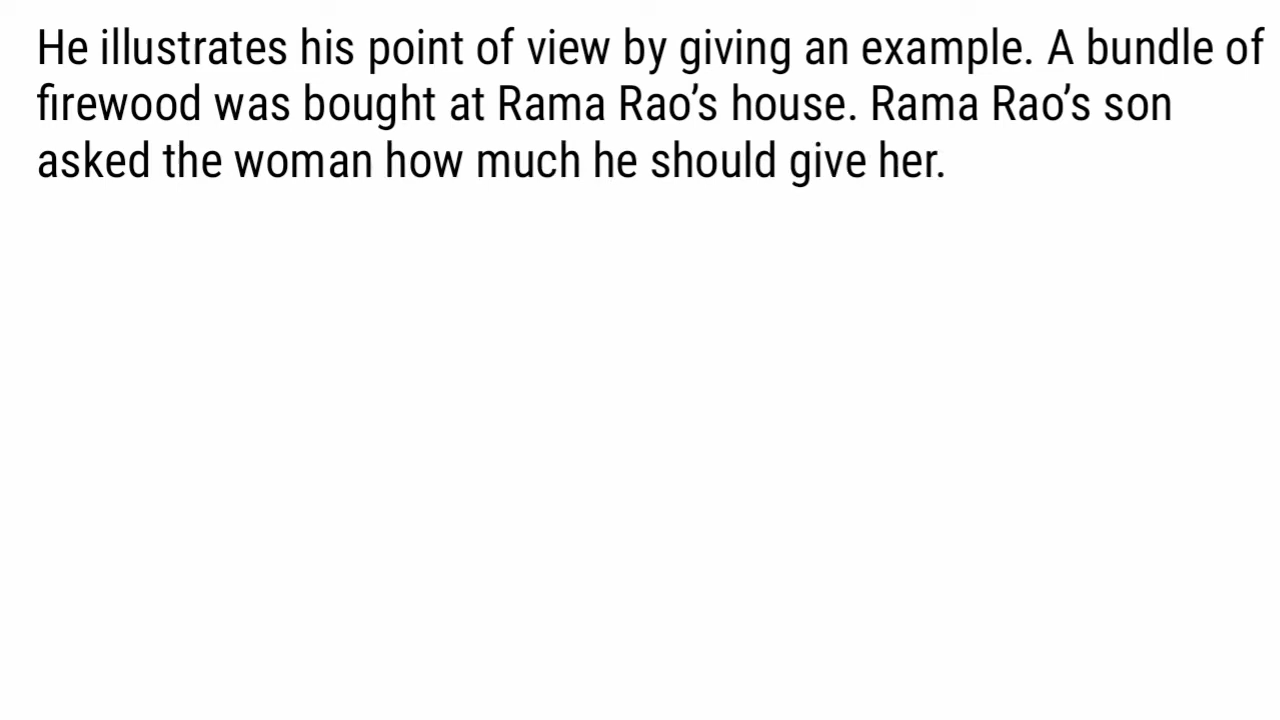 He illustrates his point of view by giving an example. A bundle of
firewood was bought at Rama Rao’s house. Rama Rao’s son
asked the woman how much he should give her.